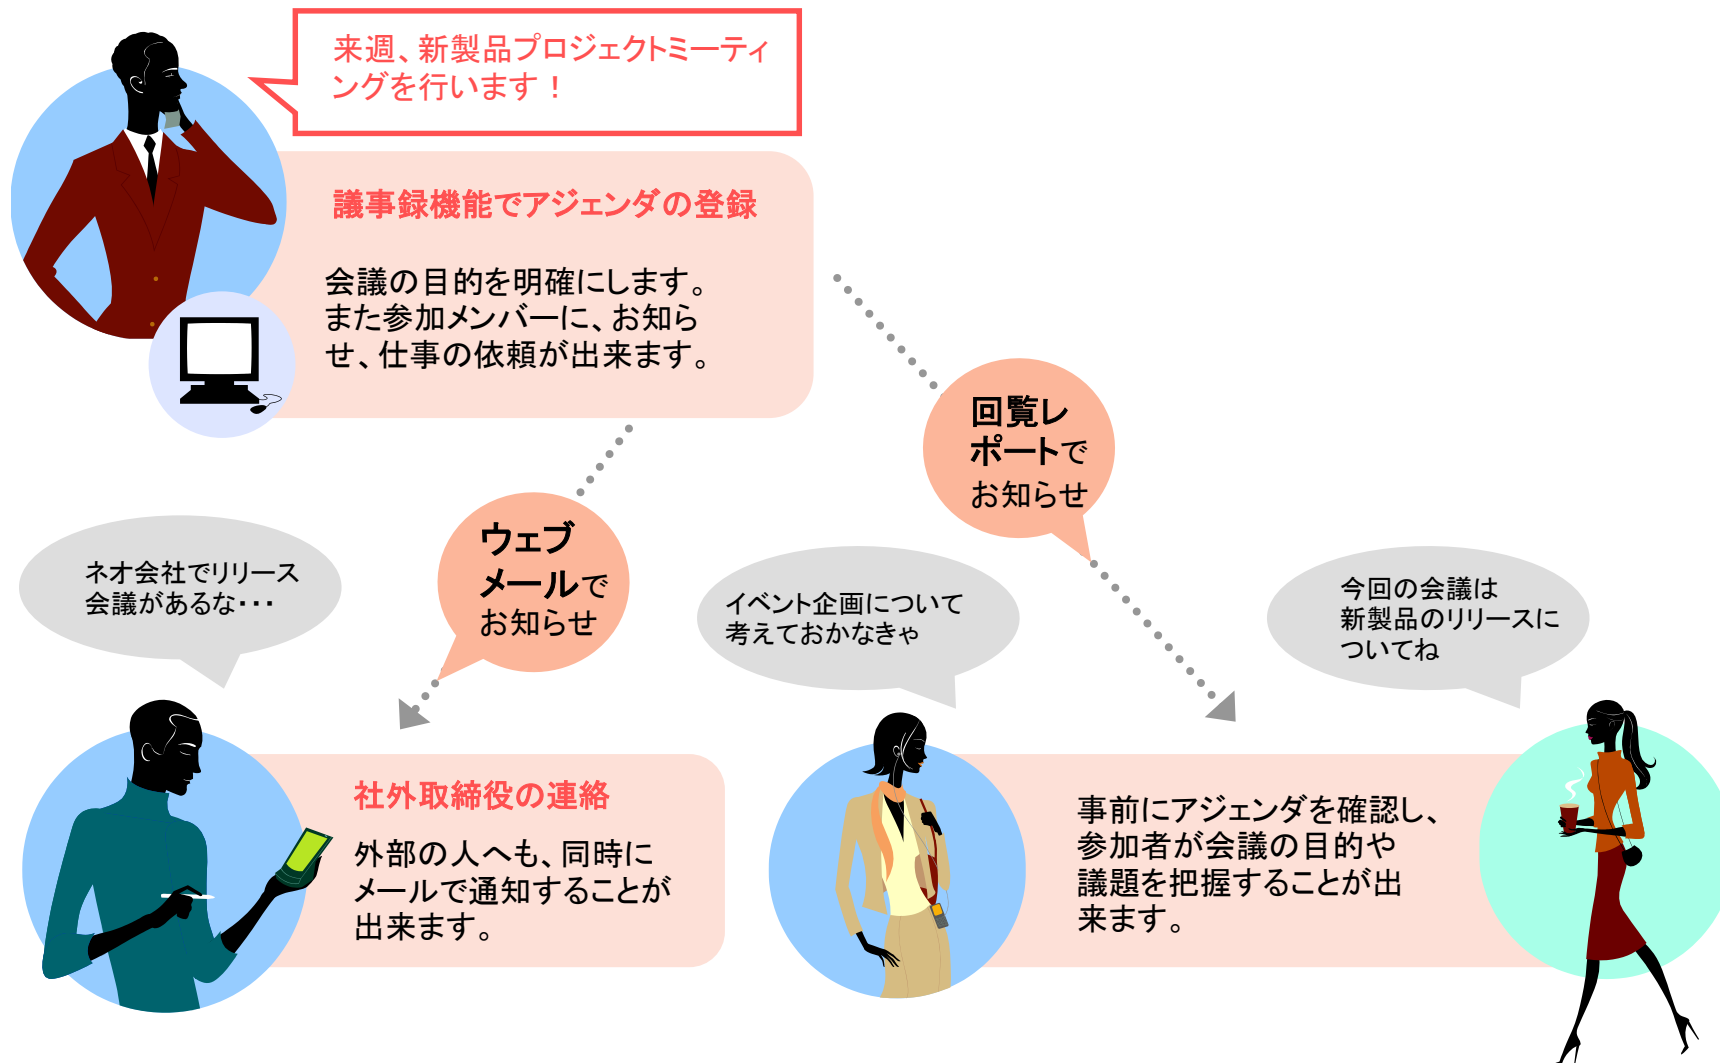 来週、新製品プロジェクトミーティ
ングを行います！
議事録機能でアジェンダの登録
会議の目的を明確にします。
また参加メンバーに、お知ら
せ、仕事の依頼が出来ます。
回覧レ
ポートで
お知らせ
ウェブ
メールで
お知らせ
ネオ会社でリリース
会議があるな・・・
イベント企画について
考えておかなきゃ
今回の会議は
新製品のリリースに
ついてね
社外取締役の連絡
外部の人へも、同時に
メールで通知することが
出来ます。
事前にアジェンダを確認し、
参加者が会議の目的や
議題を把握することが出
来ます。